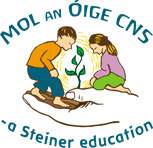 MOL AN ÓIGE CNS
-a Steiner education